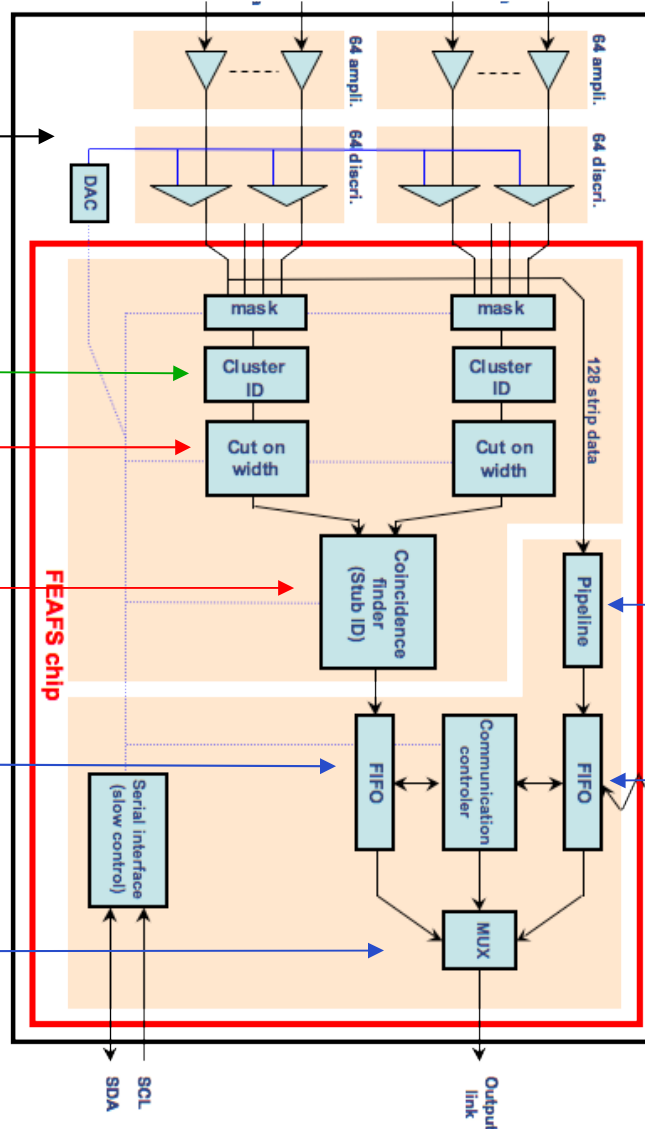 64 ampli.
64 ampli.
64 discri.
64 discri.
DAC
mask
mask
Cluster
ID
Cluster
ID
128 strip data
Cut on
width
Cut on
width
Coincidence
finder
(Stub ID)
Pipeline
FEAFS chip
FIFO
Communication
controler
FIFO
Serial interface
(slow control)
MUX
SDA
SCL
Output
link